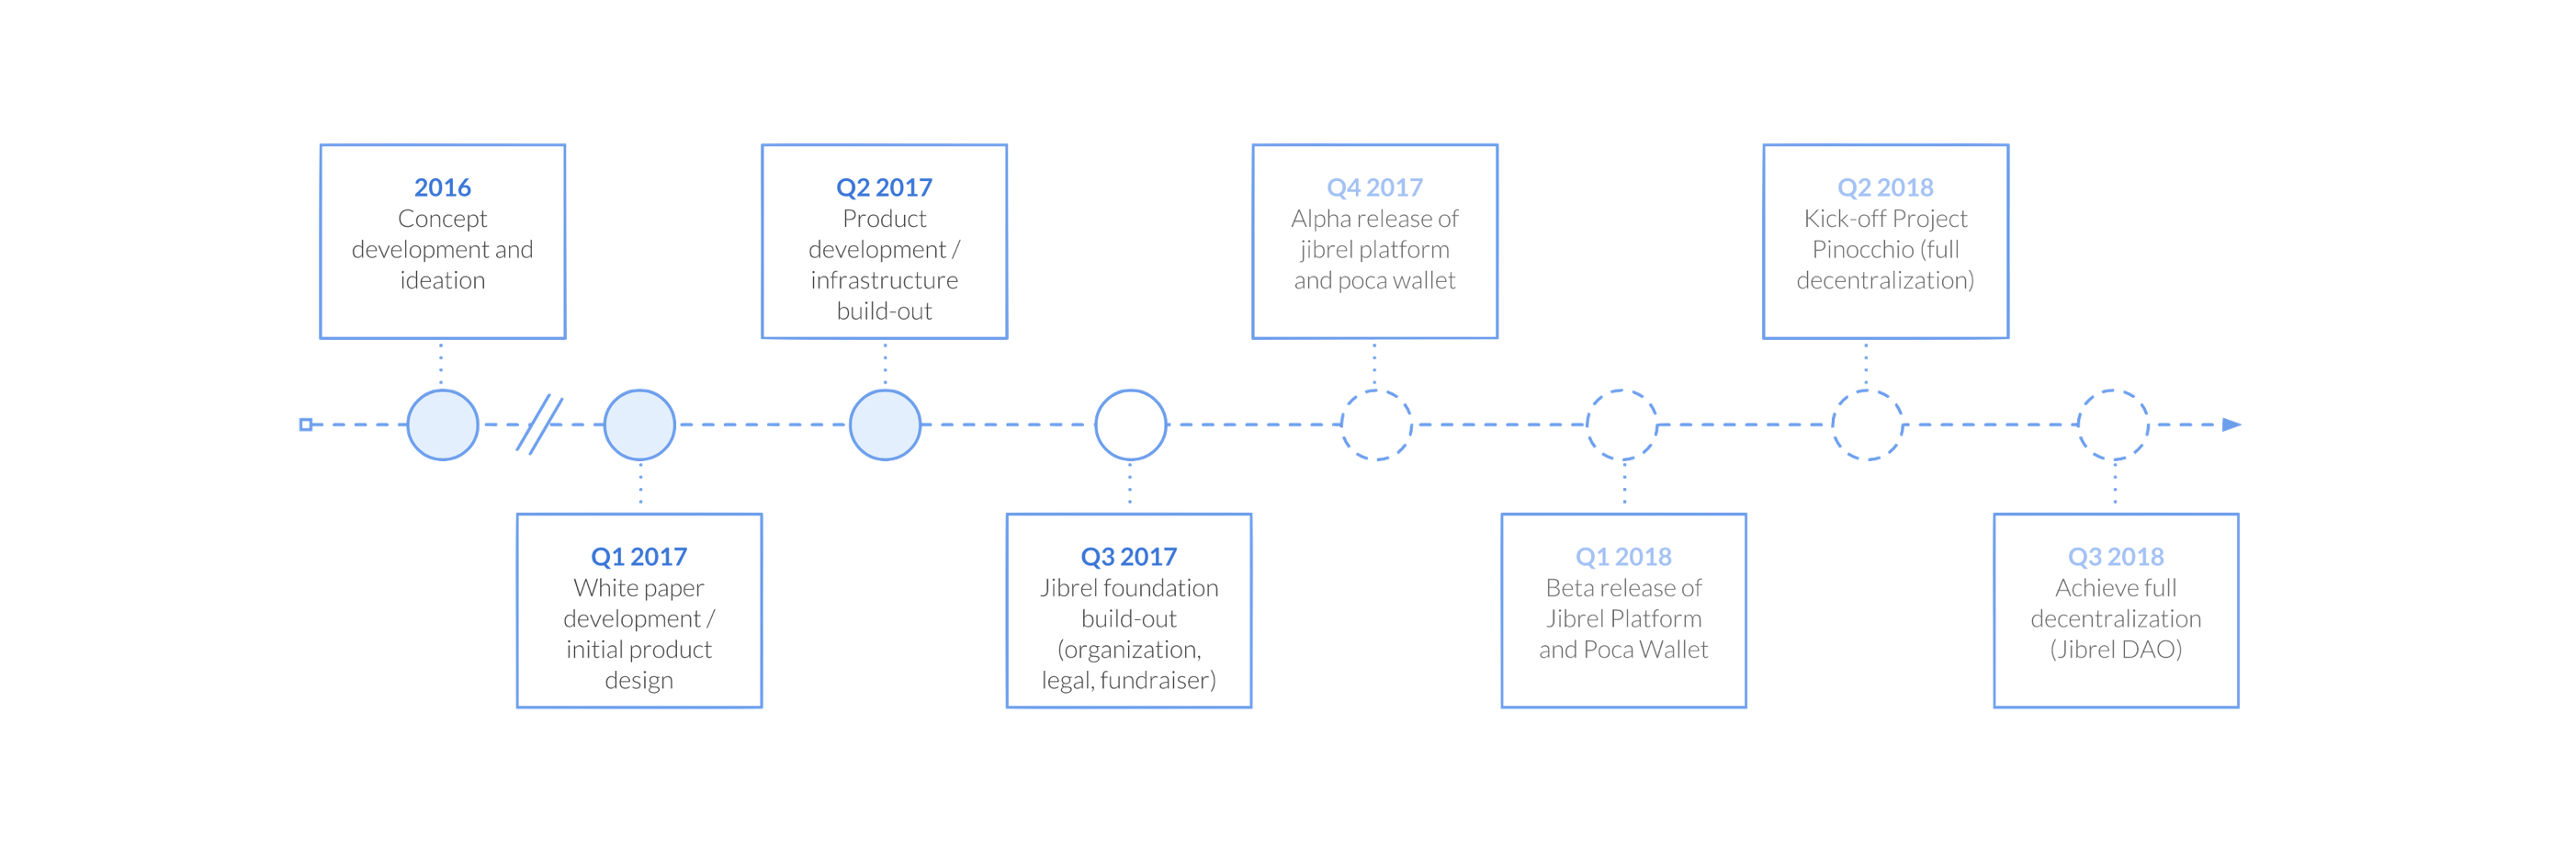 2016
Concept
development and
ideation
Q1 2017
White paper
development /
initial product
design
Q2 2017
Product
development /
infrastructure
build-out
Q3 2017
Jibrel foundation
build-out
(organization,
legal, fundraiser)
Q4 2017
Alpha release of
jibrel platform
and poca wallet
Q1 2018
Beta release of
Jibrel Platform
and Poca Wallet
Q2 2018
Kick-off Project
Pinocchio (full
decentralization)
Q3 2018
Achieve full
decentralization
(Jibrel DAO)